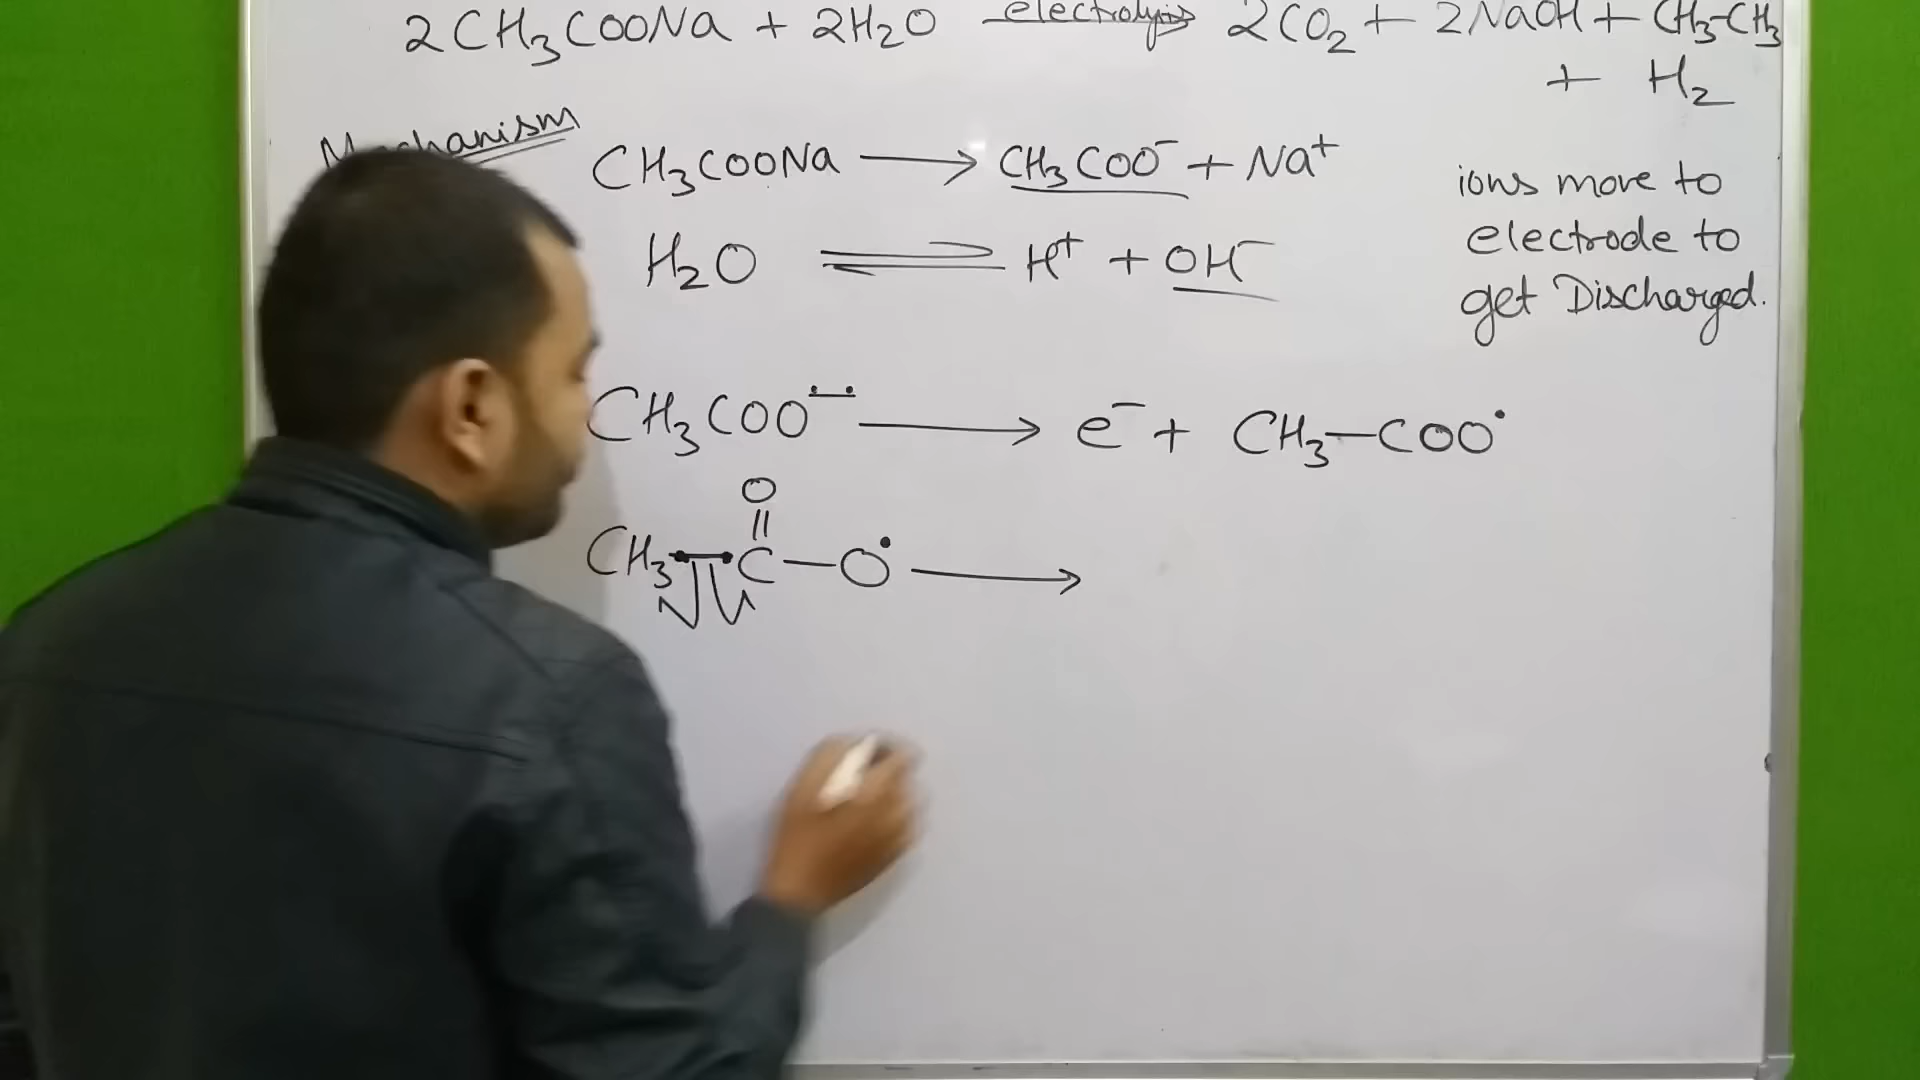 2CH₃COONa + 2H₂O —electrolysis→ 2CO₂ + 2NaOH + CH₃-CH₃
+ H₂
Mechanism
CH₃COONa ⟶ CH₃COO⁻ + Na⁺
H₂O ⇌ H⁺ + OH⁻
ions move to
electrode to
get Discharged.
CH₃COO⁻ ⟶ e⁻ + CH₃–COO•
O
||
CH₃–C–O• ⟶